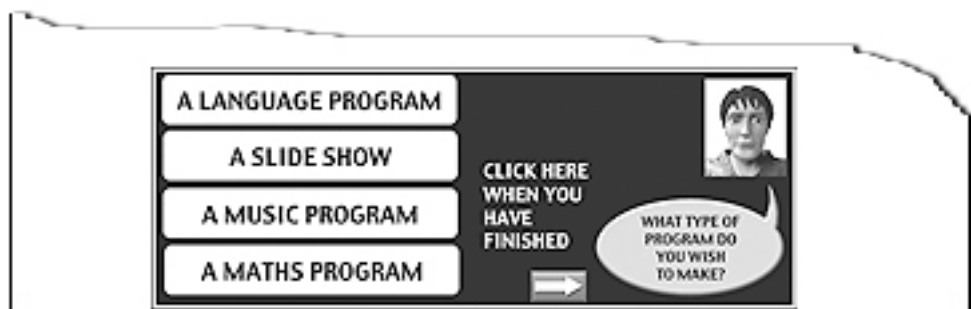 A LANGUAGE PROGRAM
A SLIDE SHOW
A MUSIC PROGRAM
A MATHS PROGRAM
CLICK HERE
WHEN YOU
HAVE
FINISHED
WHAT TYPE OF
PROGRAM DO
YOU WISH
TO MAKE?